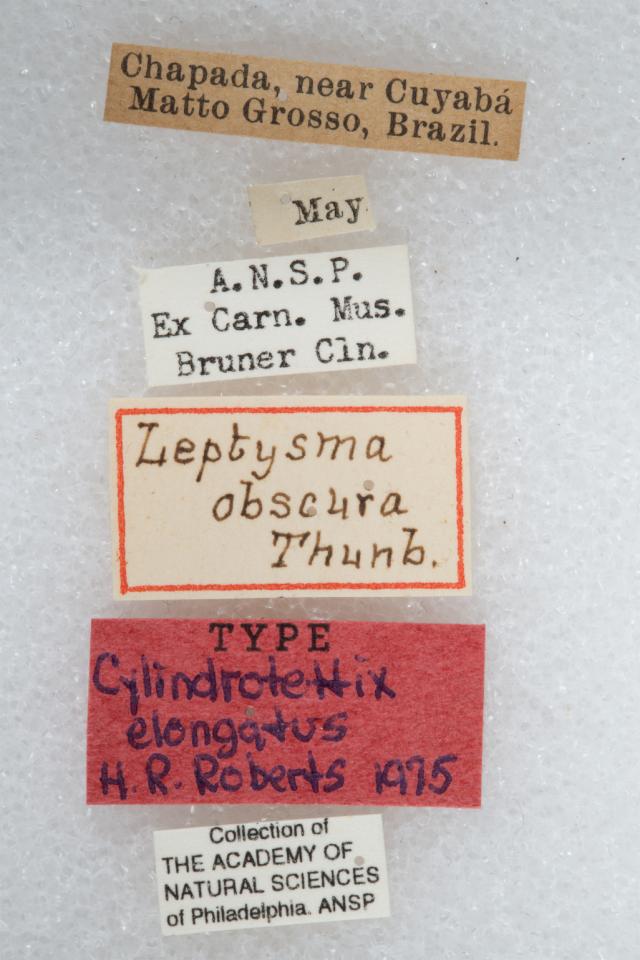 Chapada, near Cuyabá
Matto Grosso, Brazil.
May
A.N.S.P.
Ex Carn. Mus.
Bruner Cln.
Leptysma
obscura
Thunb.
TYPE
Cylindrotettix
elongatus
H. R. Roberts 1975
Collection of
THE ACADEMY OF
NATURAL SCIENCES
of Philadelphia. ANSP